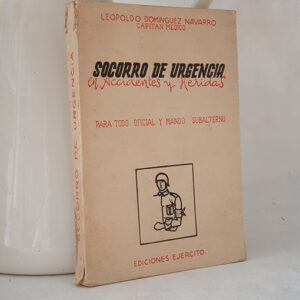 LEOPOLDO DOMINGUEZ NAVARRO
CAPITAN MEDICO
SOCORRO DE URGENCIA
en Accidentes y Heridas
PARA TODO OFICIAL Y MANDO SUBALTERNO
EDICIONES EJERCITO
SOCORRO DE URGENCIA